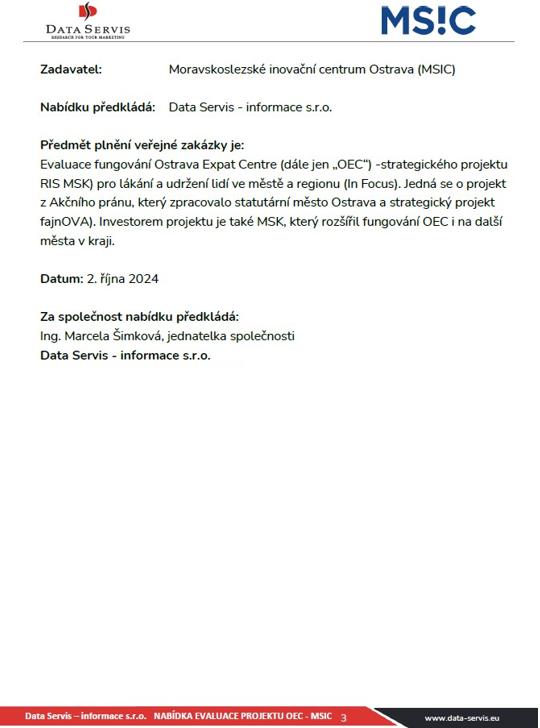 DATA SERVIS
RESEARCH FOR YOUR MARKETING
MS!C
Zadavatel: Moravskoslezské inovační centrum Ostrava (MSIC)
Nabídku předkládá: Data Servis - informace s.r.o.
Předmět plnění veřejné zakázky je:
Evaluace fungování Ostrava Expat Centre (dále jen „OEC“) -strategického projektu
RIS MSK) pro lákání a udržení lidí ve městě a regionu (In Focus). Jedná se o projekt
z Akčního pránu, který zpracovalo statutární město Ostrava a strategický projekt
fajnOVA). Investorem projektu je také MSK, který rozšířil fungování OEC i na další
města v kraji.
Datum: 2. října 2024
Za společnost nabídku předkládá:
Ing. Marcela Šimková, jednatelka společnosti
Data Servis - informace s.r.o.
Data Servis – informace s.r.o. NABÍDKA EVALUACE PROJEKTU OEC - MSIC 3
www.data-servis.eu